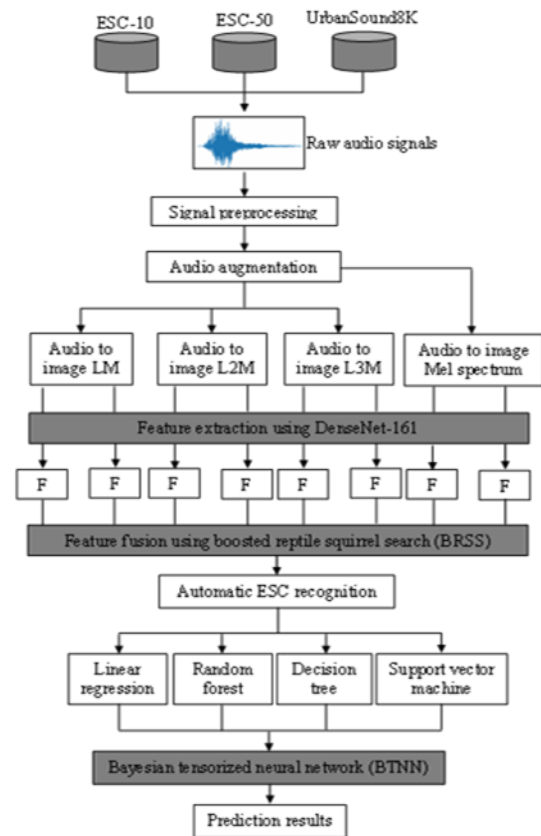 ESC-10 ESC-50 UrbanSound8K
Raw audio signals
Signal preprocessing
Audio augmentation
Audio to image LM
Audio to image L2M
Audio to image L3M
Audio to image Mel spectrum
Feature extraction using DenseNet-161
F F F F F F F F
Feature fusion using boosted reptile squirrel search (BRSS)
Automatic ESC recognition
Linear regression
Random forest
Decision tree
Support vector machine
Bayesian tensorized neural network (BTNN)
Prediction results